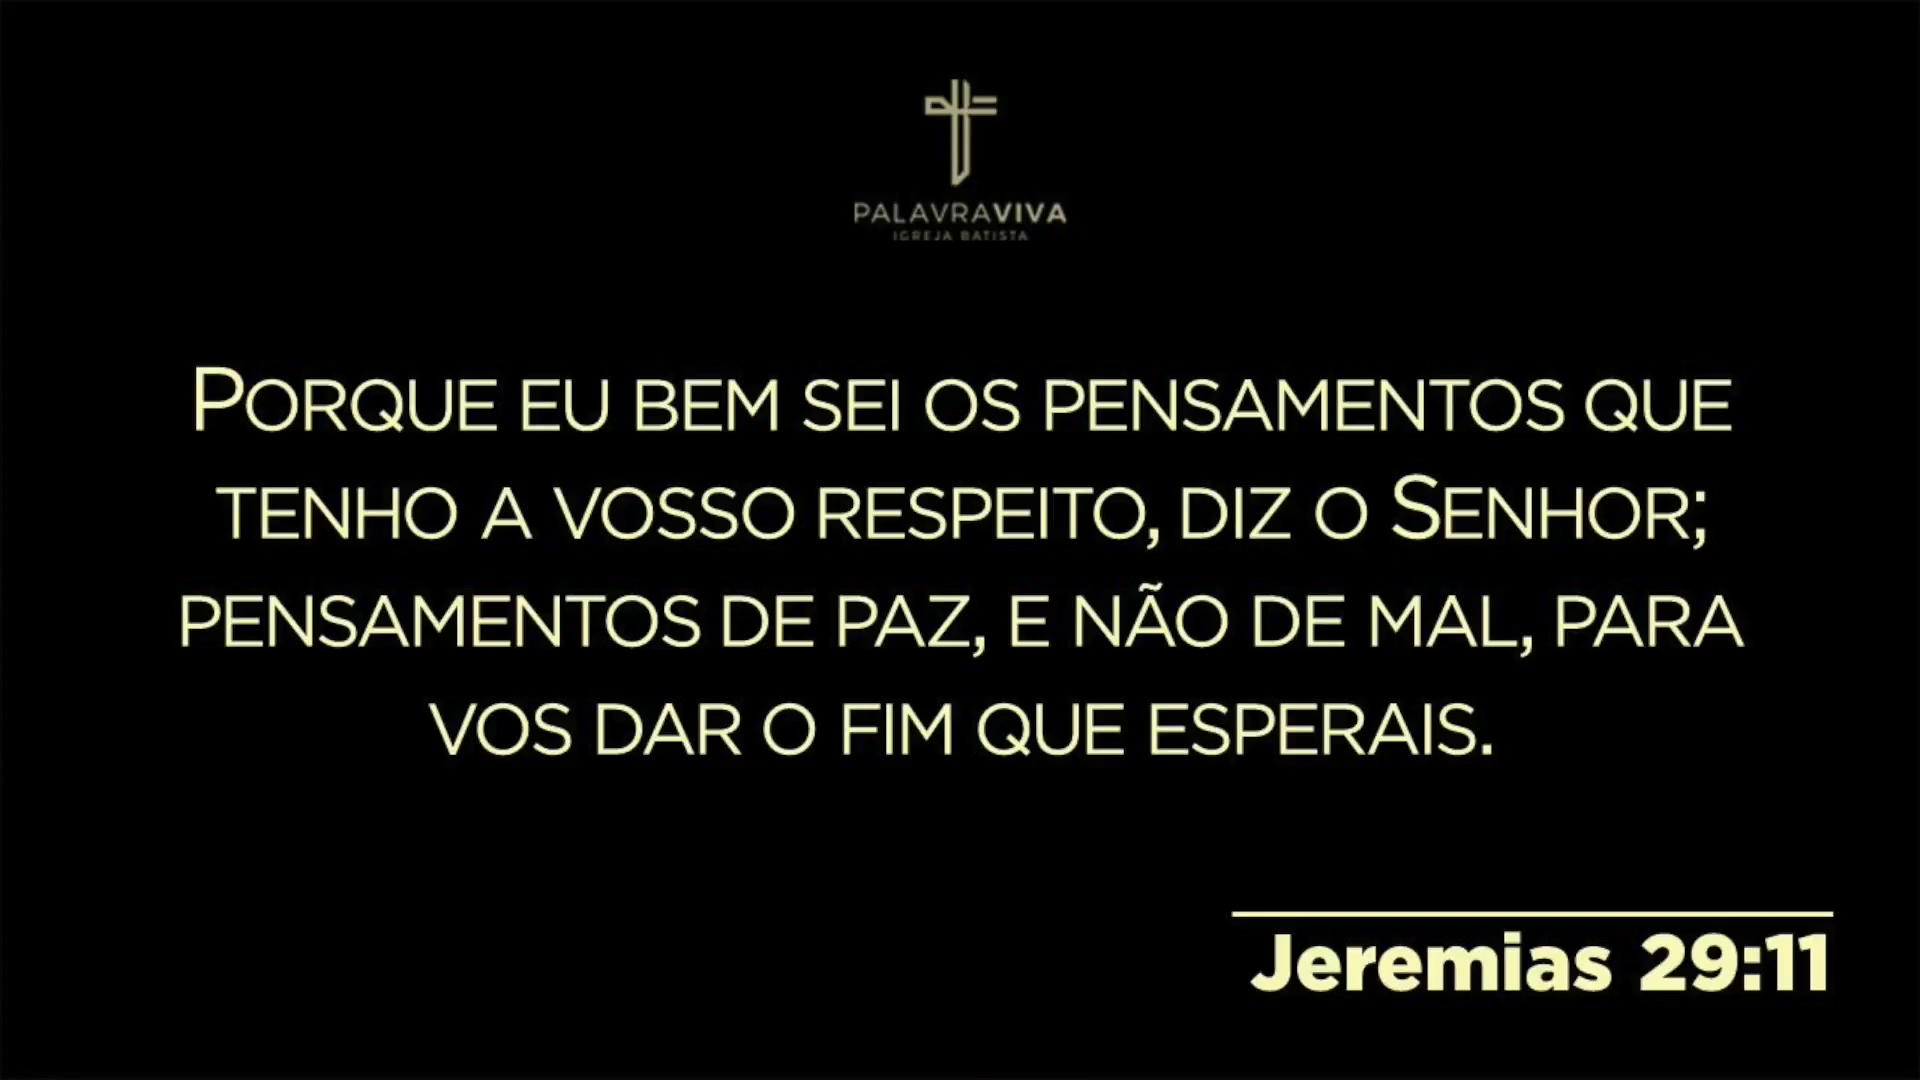 PALAVRAVIVA
IGREJA BATISTA
PORQUE EU BEM SEI OS PENSAMENTOS QUE
TENHO A VOSSO RESPEITO, DIZ O SENHOR;
PENSAMENTOS DE PAZ, E NÃO DE MAL, PARA
VOS DAR O FIM QUE ESPERAIS.
Jeremias 29:11